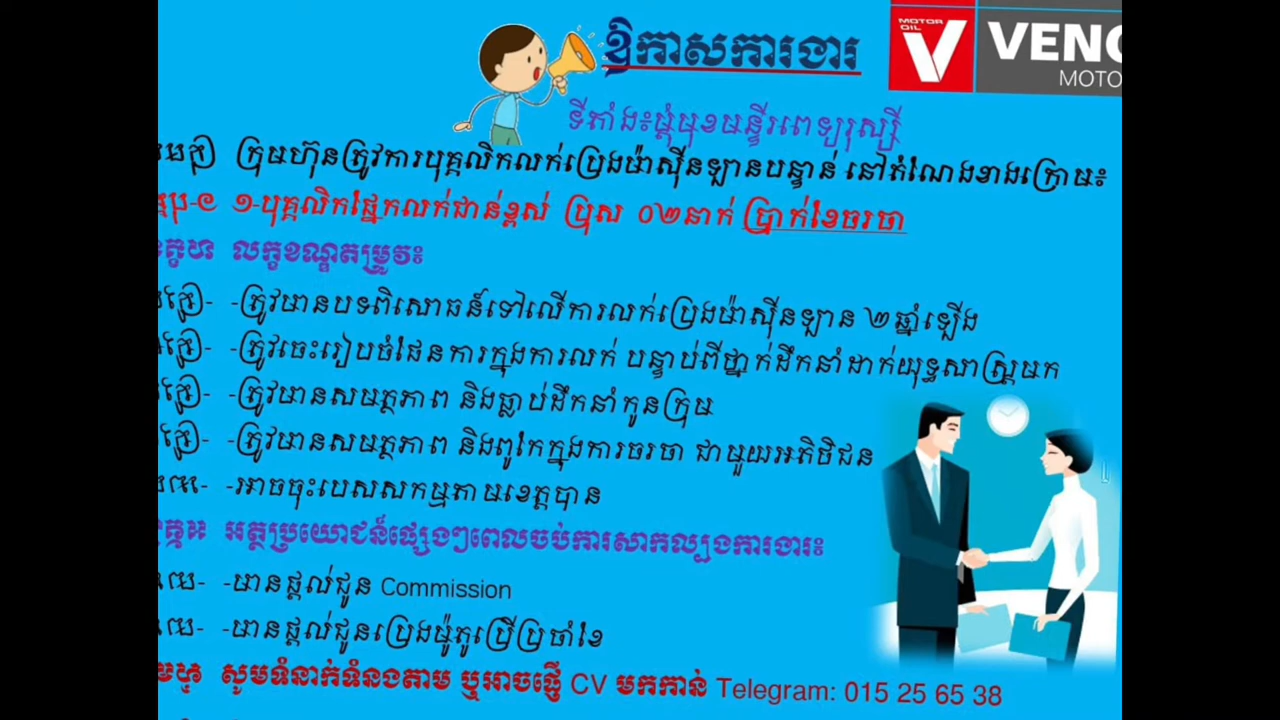 ឱកាសការងារ
MOTOR OIL
V
MOTO
ទីតាំង៖ផ្ដុំមុខមន្ទីរពេទ្យរុស្ស៊ី
ក្រុមហ៊ុនត្រូវការបុគ្គលិកលក់ប្រេងម៉ាស៊ីនឡានបន្ទាន់ នៅតំណែងខាងក្រោម៖
១-បុគ្គលិកផ្នែកលក់ជាន់ខ្ពស់ ប្រុស ០២នាក់ ប្រាក់ខែចរចា
លក្ខខណ្ឌតម្រូវ៖
-ត្រូវមានបទពិសោធន៍ទៅលើការលក់ប្រេងម៉ាស៊ីនឡាន ២ឆ្នាំឡើង
-ត្រូវចេះរៀបចំផែនការក្នុងការលក់ បន្ទាប់ពីថ្នាក់ដឹកនាំដាក់យុទ្ធសាស្ត្រមក
-ត្រូវមានសមត្ថភាព និងធ្លាប់ដឹកនាំកូនក្រុម
-ត្រូវមានសមត្ថភាព និងពូកែក្នុងការចរចា ជាមួយអតិថិជន
-អាចចុះបេសសកម្មតាមខេត្តបាន
អត្ថប្រយោជន៍ផ្សេងៗពេលចប់ការសាកល្បងការងារ៖
-មានផ្ដល់ជូន Commission
-មានផ្ដល់ជូនប្រេងម៉ូតូប្រើប្រចាំខែ
សូមទំនាក់ទំនងតាម ឬអាចផ្ញើ CV មកកាន់ Telegram: 015 25 65 38